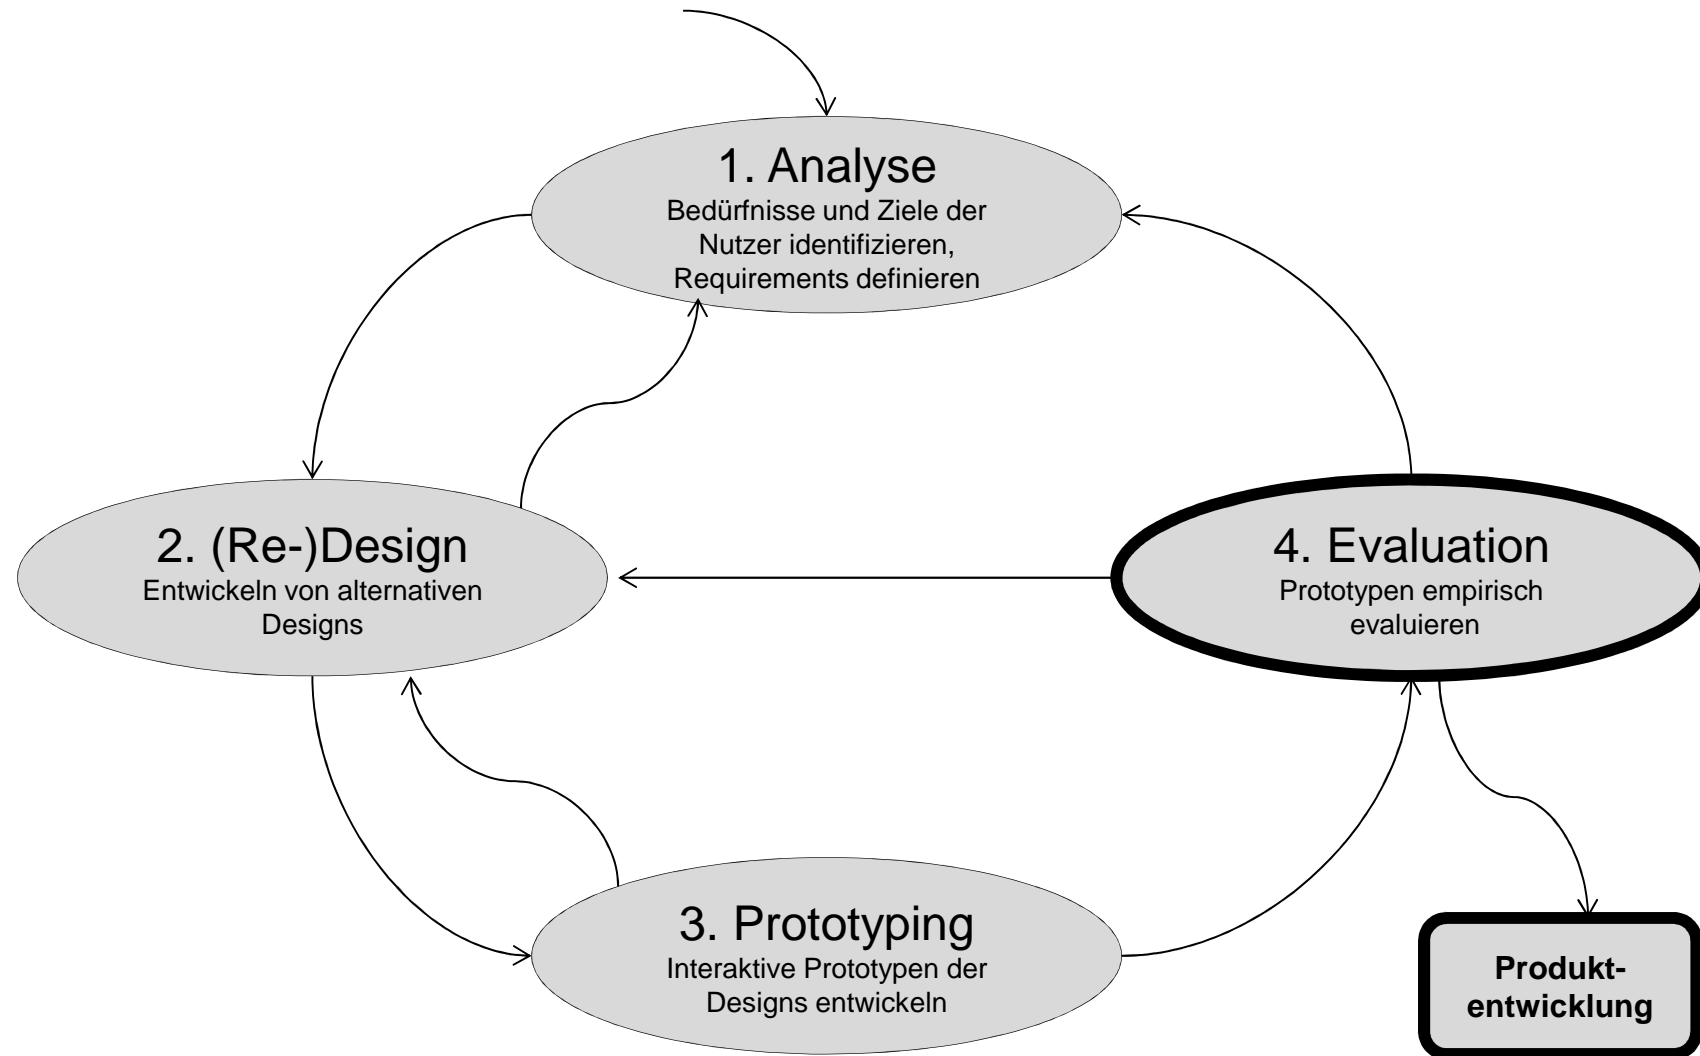 1. Analyse
Bedürfnisse und Ziele der
Nutzer identifizieren,
Requirements definieren
2. (Re-)Design
Entwickeln von alternativen
Designs
4. Evaluation
Prototypen empirisch
evaluieren
3. Prototyping
Interaktive Prototypen der
Designs entwickeln
Produkt-
entwicklung